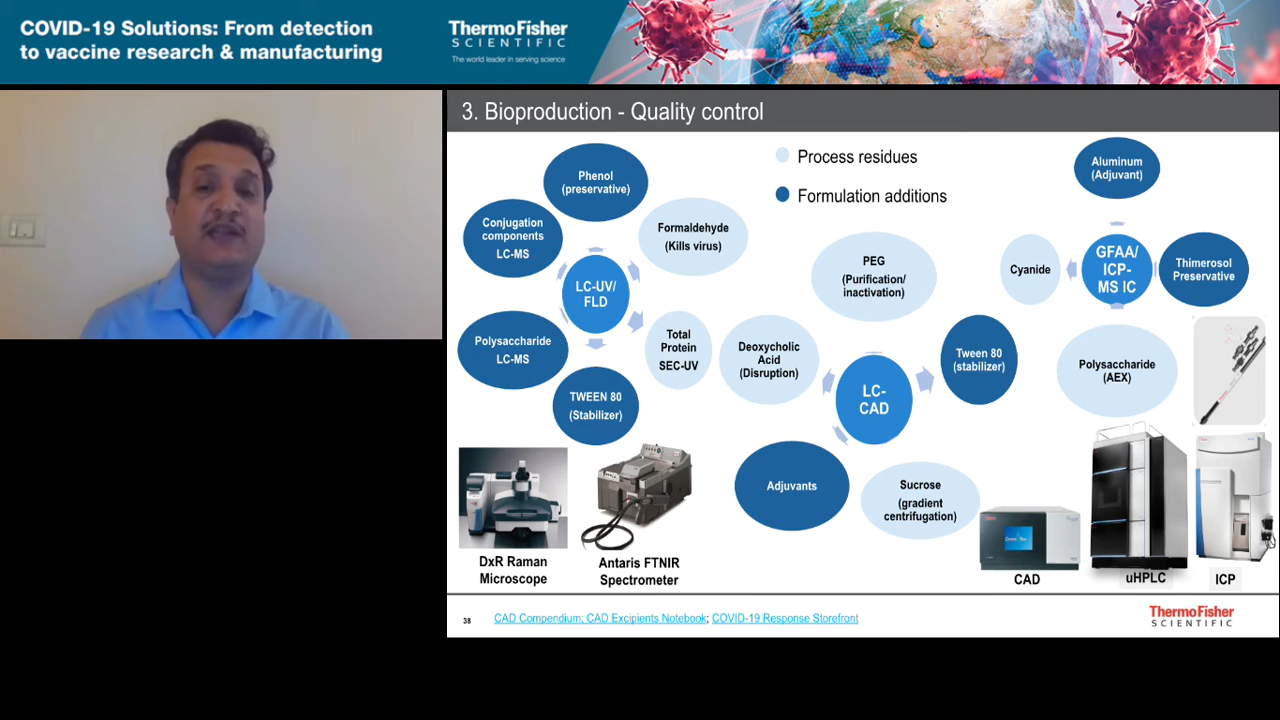 COVID-19 Solutions: From detection
to vaccine research & manufacturing
ThermoFisher
SCIENTIFIC
The world leader in serving science
3. Bioproduction - Quality control
Process residues
Formulation additions
Phenol
(preservative)
Conjugation
components
LC-MS
Formaldehyde
(Kills virus)
LC-UV/
FLD
Polysaccharide
LC-MS
Total
Protein
SEC-UV
TWEEN 80
(Stabilizer)
PEG
(Purification/
inactivation)
Deoxycholic
Acid
(Disruption)
Tween 80
(stabilizer)
LC-
CAD
Adjuvants
Sucrose
(gradient
centrifugation)
Aluminum
(Adjuvant)
Cyanide
GFAA/
ICP-
MS IC
Thimerosol
Preservative
Polysaccharide
(AEX)
DxR Raman
Microscope
Antaris FTNIR
Spectrometer
CAD
uHPLC
ICP
38
CAD Compendium; CAD Excipients Notebook; COVID-19 Response Storefront
ThermoFisher
SCIENTIFIC